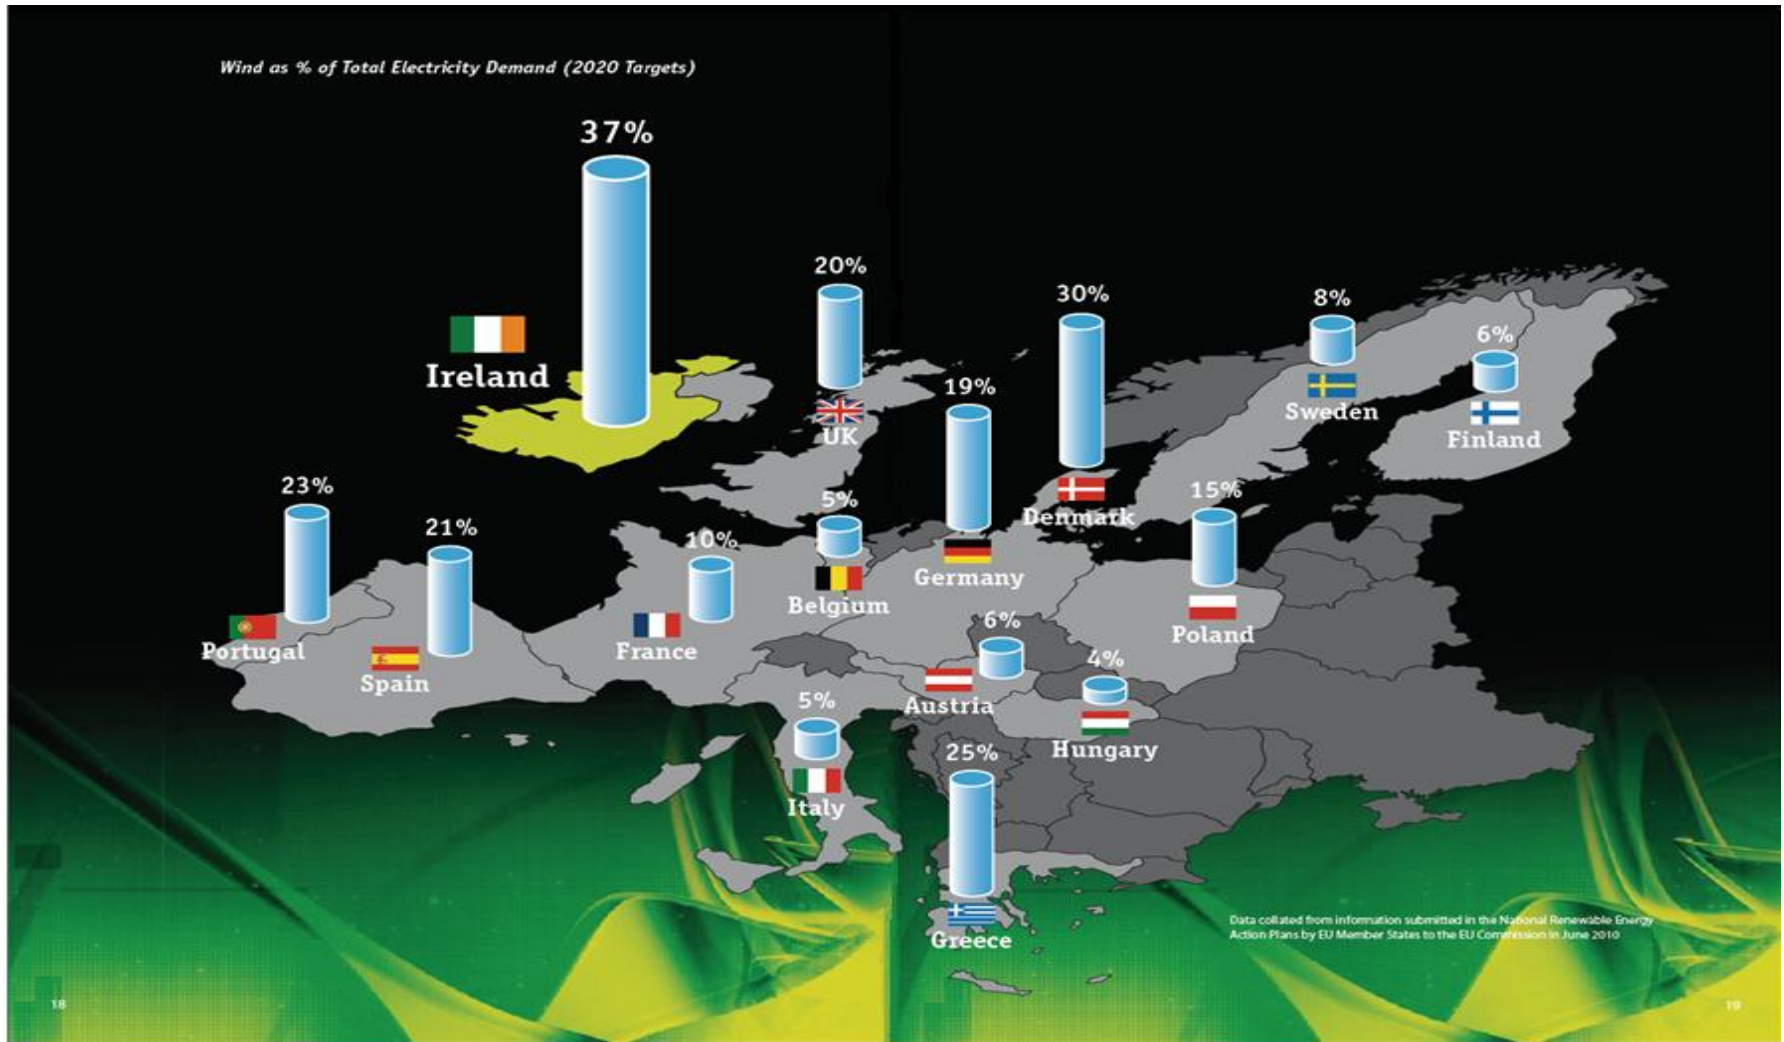 Wind as % of Total Electricity Demand (2020 Targets)
37%
Ireland
20%
UK
30%
Denmark
8%
Sweden
6%
Finland
19%
Germany
23%
Portugal
21%
Spain
10%
France
5%
Belgium
15%
Poland
6%
Austria
4%
Hungary
5%
Italy
25%
Greece
Data collated from information submitted in the National Renewable Energy
Action Plans by EU Member States to the EU Commission in June 2010
18
19